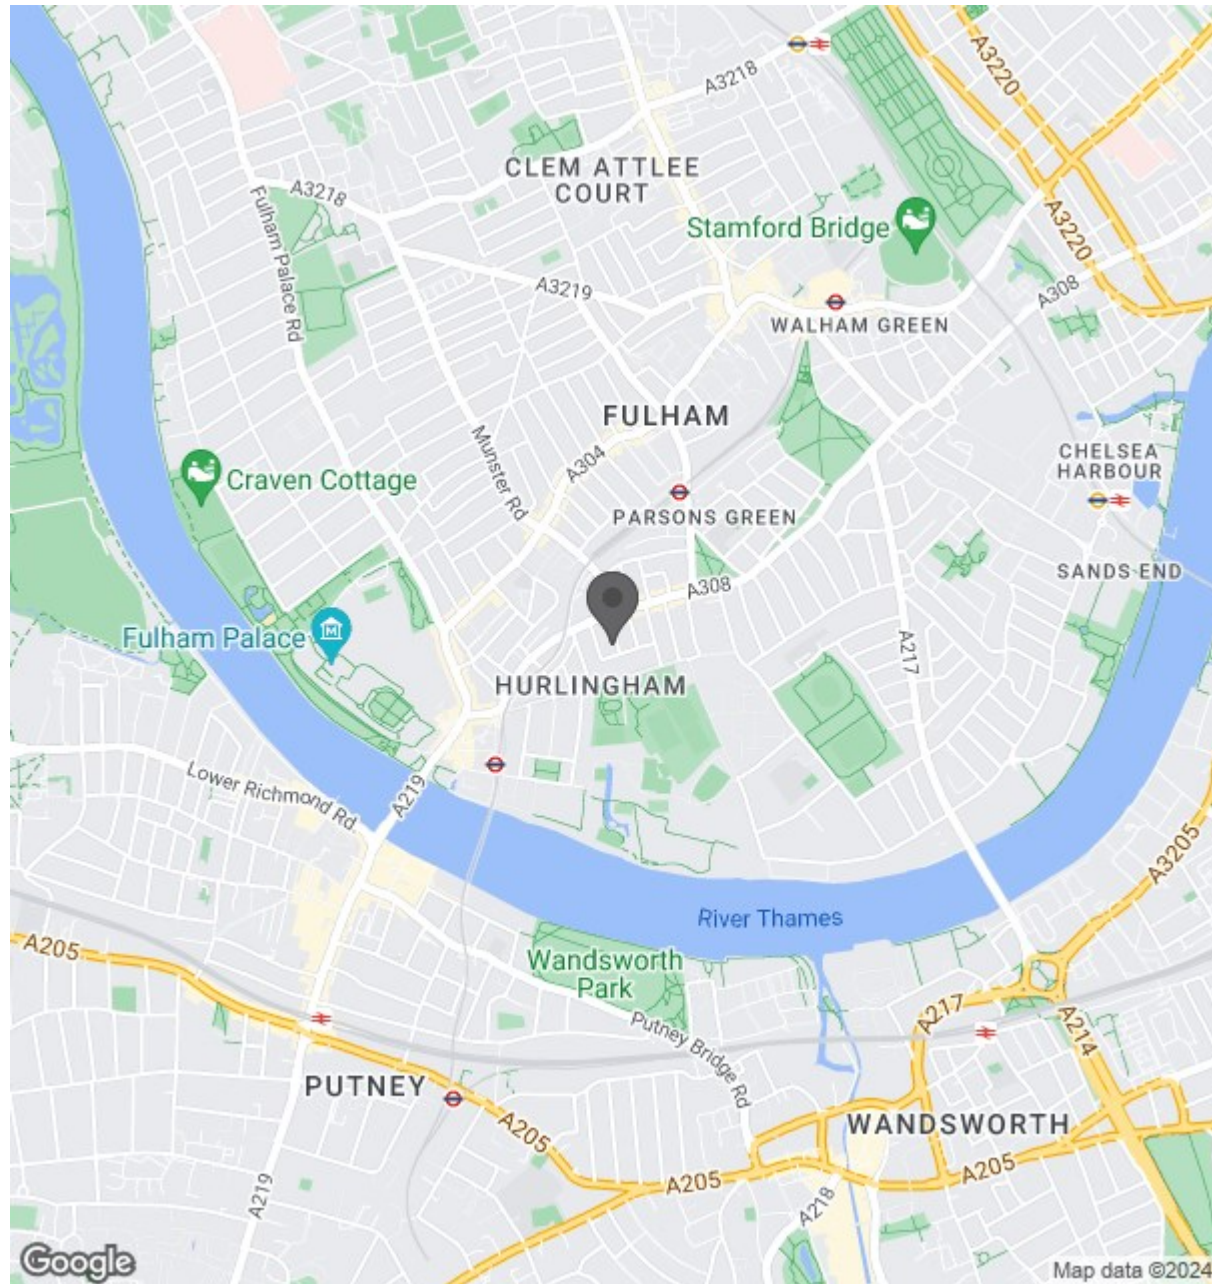 A3220
A3218
CLEM ATTLEE
COURT
A3218
Fulham Palace Rd
Stamford Bridge
A3220
A3219
A308
WALHAM GREEN
FULHAM
Munster Rd
A304
CHELSEA
HARBOUR
Craven Cottage
PARSONS GREEN
SANDS END
A308
Fulham Palace
M
A217
HURLINGHAM
Lower Richmond Rd
A219
A3205
River Thames
A205
Wandsworth
Park
A217
Putney Bridge Rd
A214
PUTNEY
A205
WANDSWORTH
A205
A205
A219
A218
Google
Map data ©2024